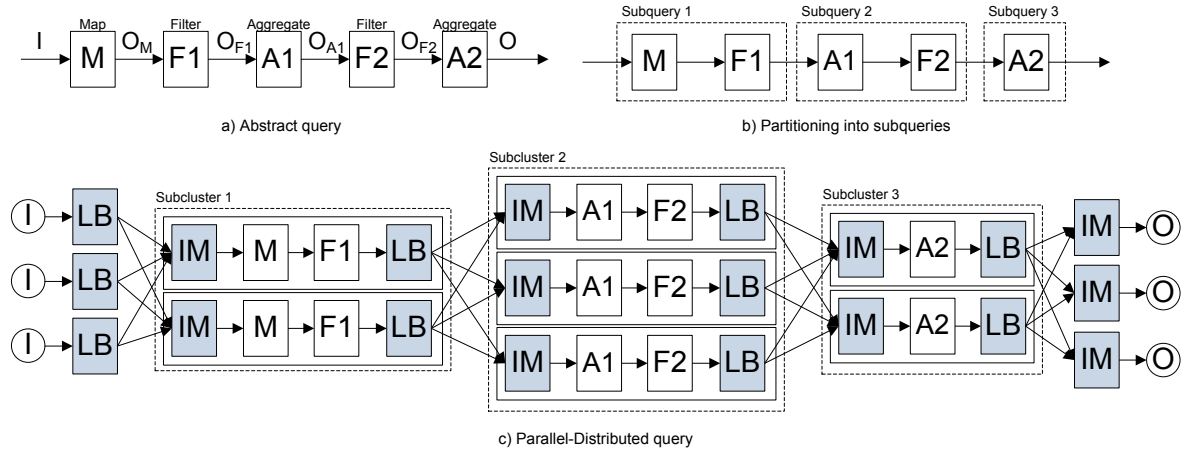 Map Filter Aggregate Filter Aggregate
I O_M O_F1 O_A1 O_F2 O
M F1 A1 F2 A2
a) Abstract query
Subquery 1 Subquery 2 Subquery 3
M F1 A1 F2 A2
b) Partitioning into subqueries
Subcluster 1 Subcluster 2 Subcluster 3
I LB
I LB
I LB
IM M F1 LB
IM M F1 LB
IM A1 F2 LB
IM A1 F2 LB
IM A1 F2 LB
IM A2 LB
IM A2 LB
IM O
IM O
IM O
c) Parallel-Distributed query